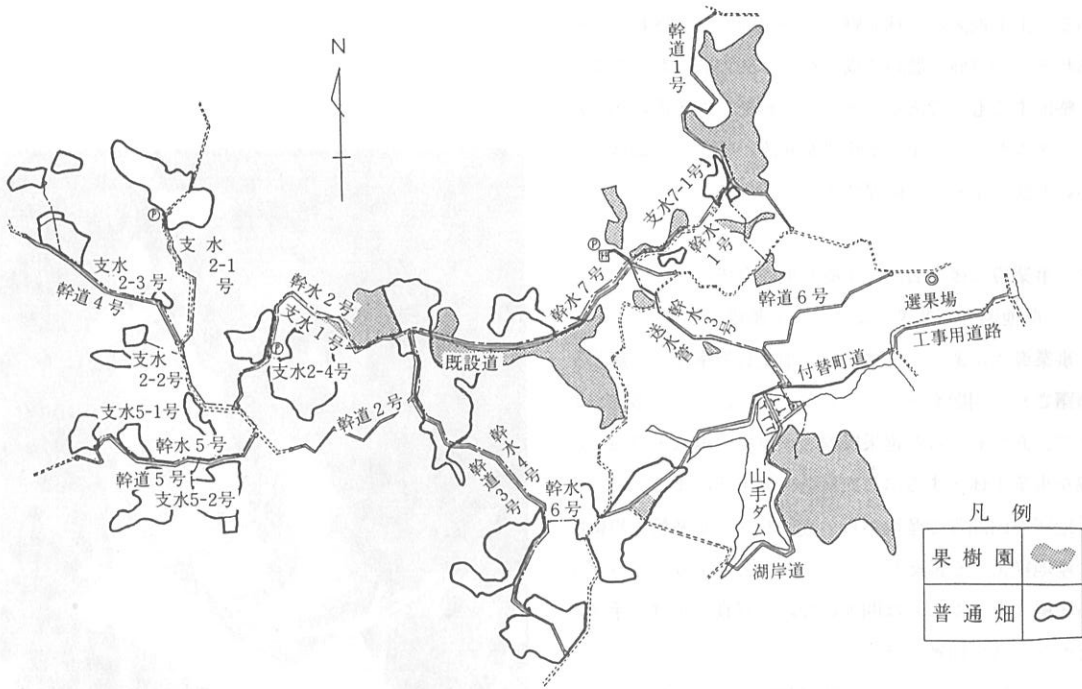 N
幹道1号
支水7-1号
幹水1号
支水2-1号
支水2-3号
幹道4号
幹水2号
支水1号
幹水7号
幹水3号
送水管
幹道6号
選果場
工事用道路
支水2-2号
支水2-4号
既設道
付替町道
支水5-1号
幹道2号
幹水5号
幹道5号
支水5-2号
幹水4号
幹道3号
幹水6号
山手ダム
湖岸道
凡例
果樹園
普通畑
P
P
P
H